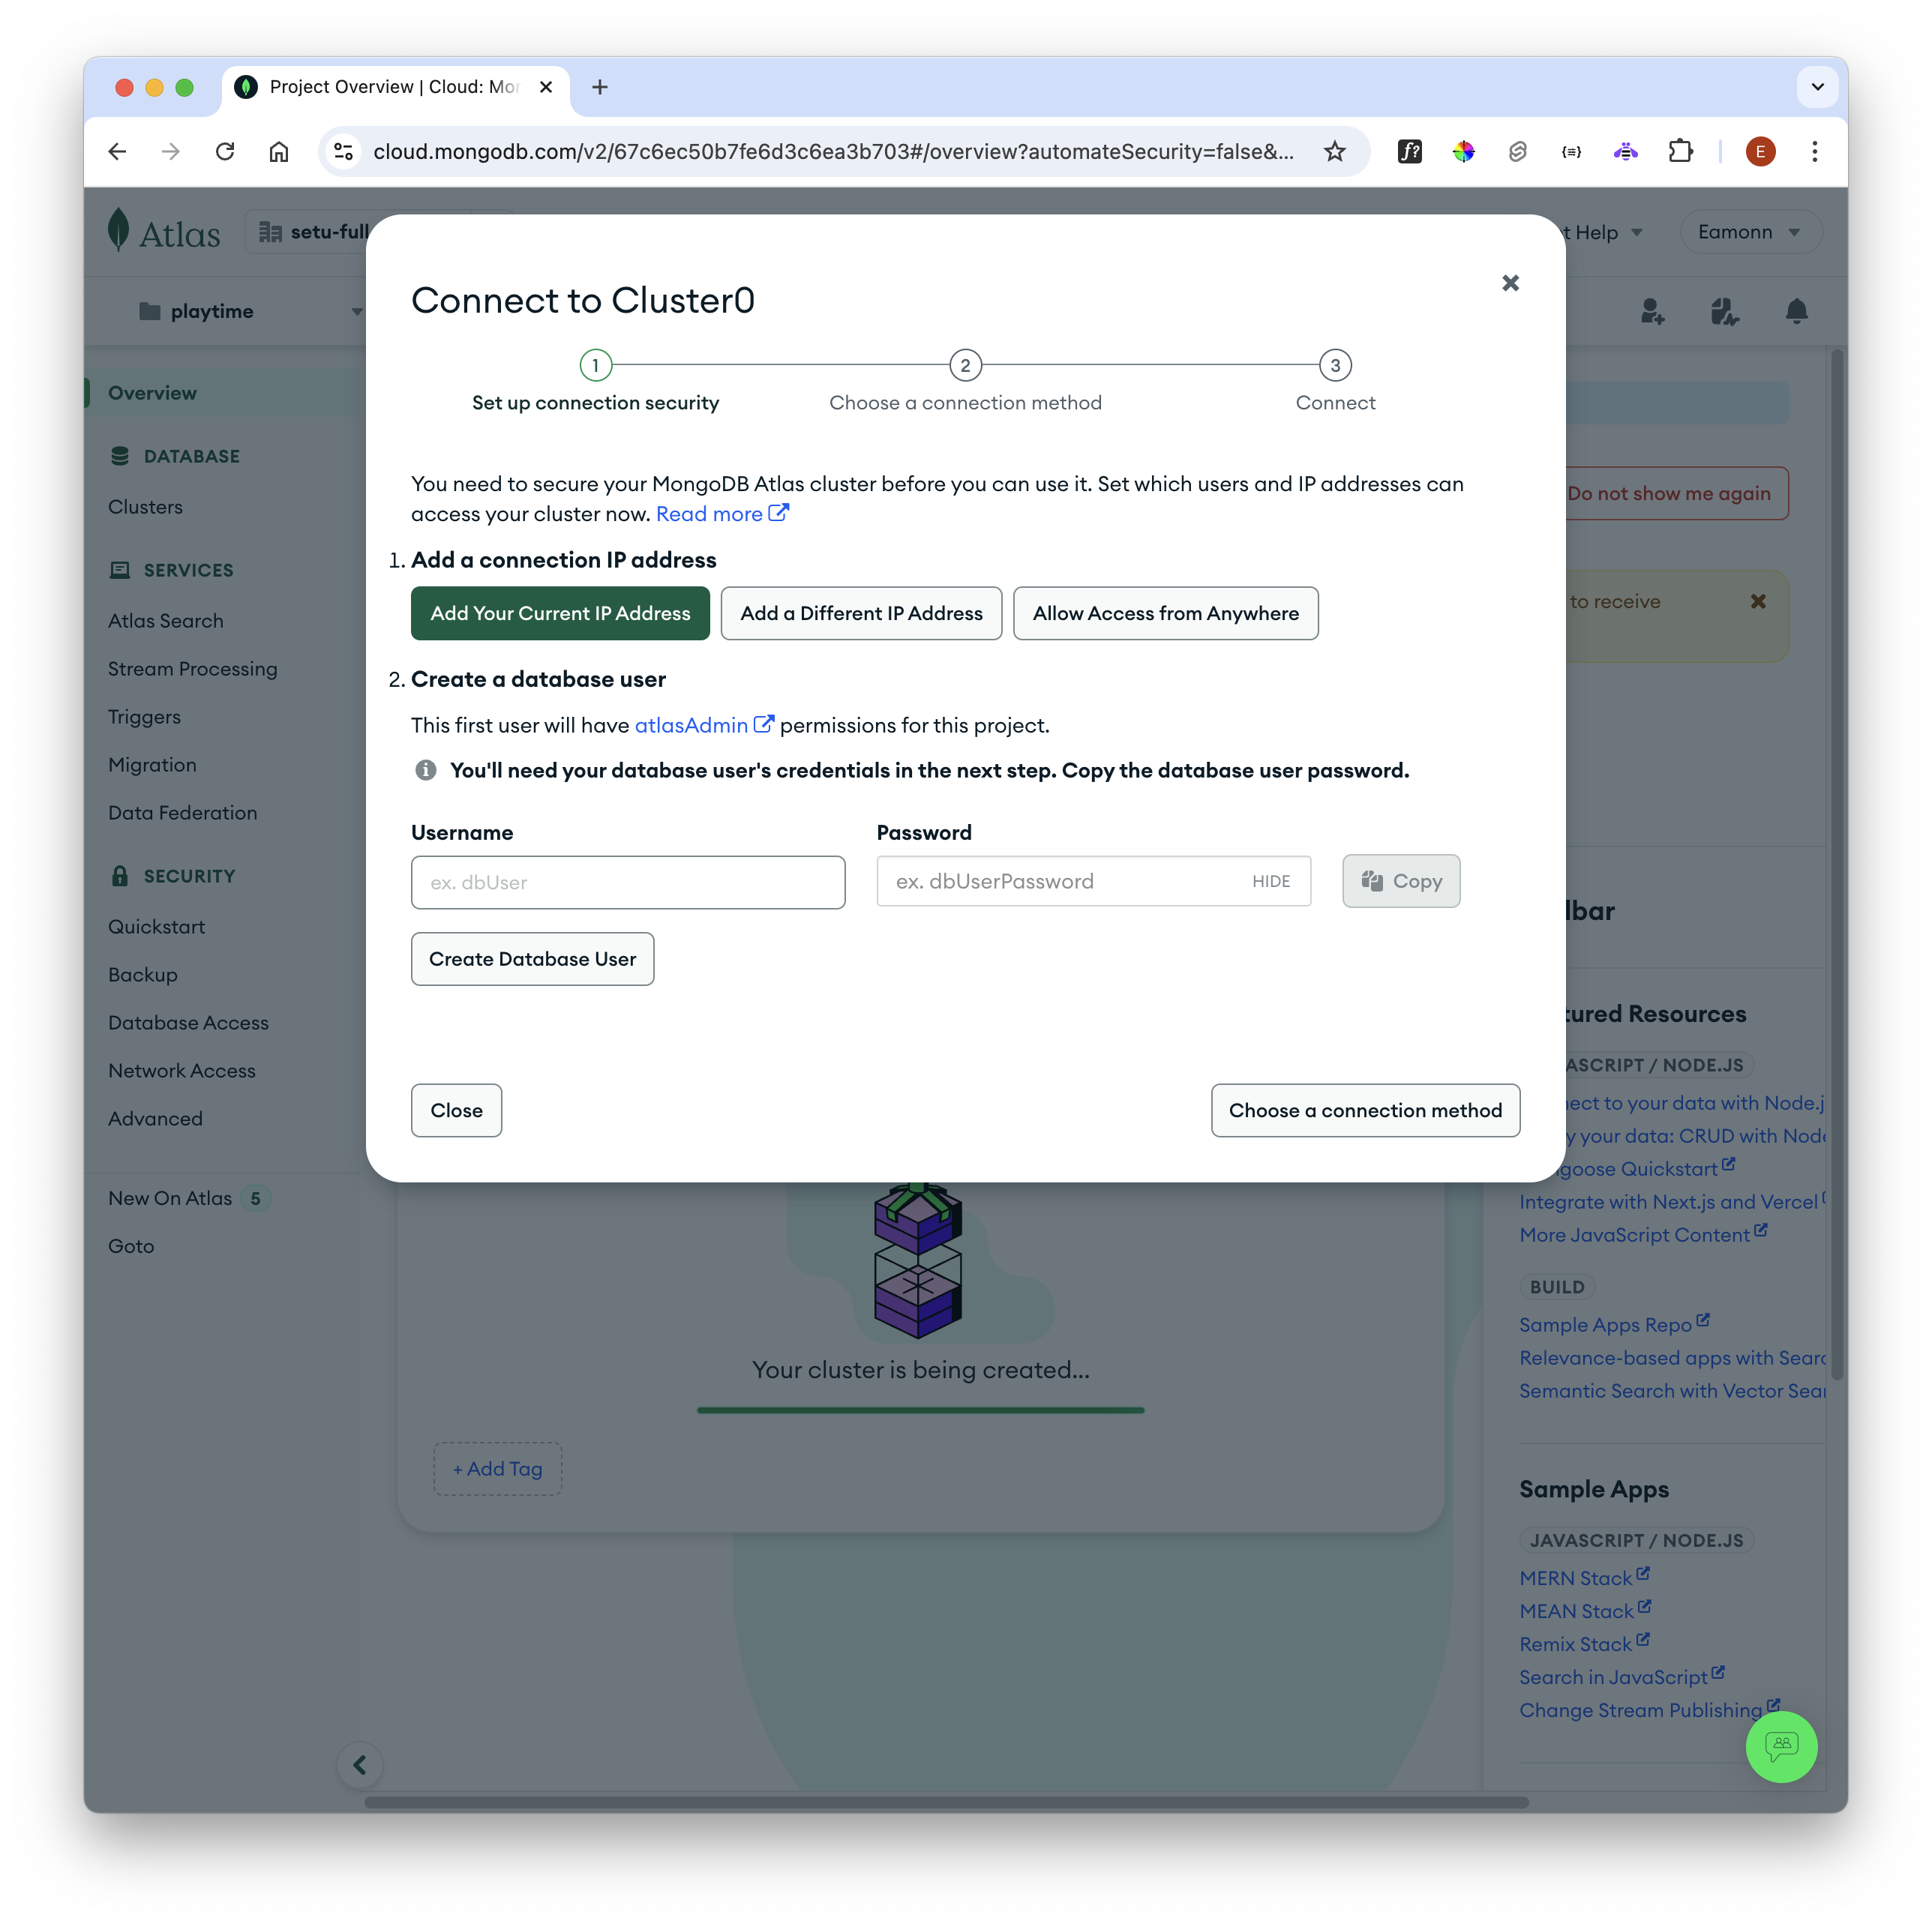 Project Overview | Cloud: Mon
cloud.mongodb.com/v2/67c6ec50b7fe6d3c6ea3b703#/overview?automateSecurity=false&...
f?
E
Atlas
setu-full
t Help
Eamonn
playtime
Overview
DATABASE
Clusters
SERVICES
Atlas Search
Stream Processing
Triggers
Migration
Data Federation
SECURITY
Quickstart
Backup
Database Access
Network Access
Advanced
New On Atlas 5
Goto
Connect to Cluster0
1
2
3
Set up connection security
Choose a connection method
Connect
You need to secure your MongoDB Atlas cluster before you can use it. Set which users and IP addresses can
access your cluster now. Read more
1. Add a connection IP address
Add Your Current IP Address
Add a Different IP Address
Allow Access from Anywhere
2. Create a database user
This first user will have atlasAdmin permissions for this project.
You'll need your database user's credentials in the next step. Copy the database user password.
Username
Password
ex. dbUser
ex. dbUserPassword
HIDE
Copy
Create Database User
Close
Choose a connection method
Your cluster is being created...
+ Add Tag
Do not show me again
to receive
lbar
tured Resources
ASCRIPT / NODE.JS
nect to your data with Node.j
y your data: CRUD with Node
ngoose Quickstart
Integrate with Next.js and Vercel
More JavaScript Content
BUILD
Sample Apps Repo
Relevance-based apps with Searc
Semantic Search with Vector Sear
Sample Apps
JAVASCRIPT / NODE.JS
MERN Stack
MEAN Stack
Remix Stack
Search in JavaScript
Change Stream Publishing